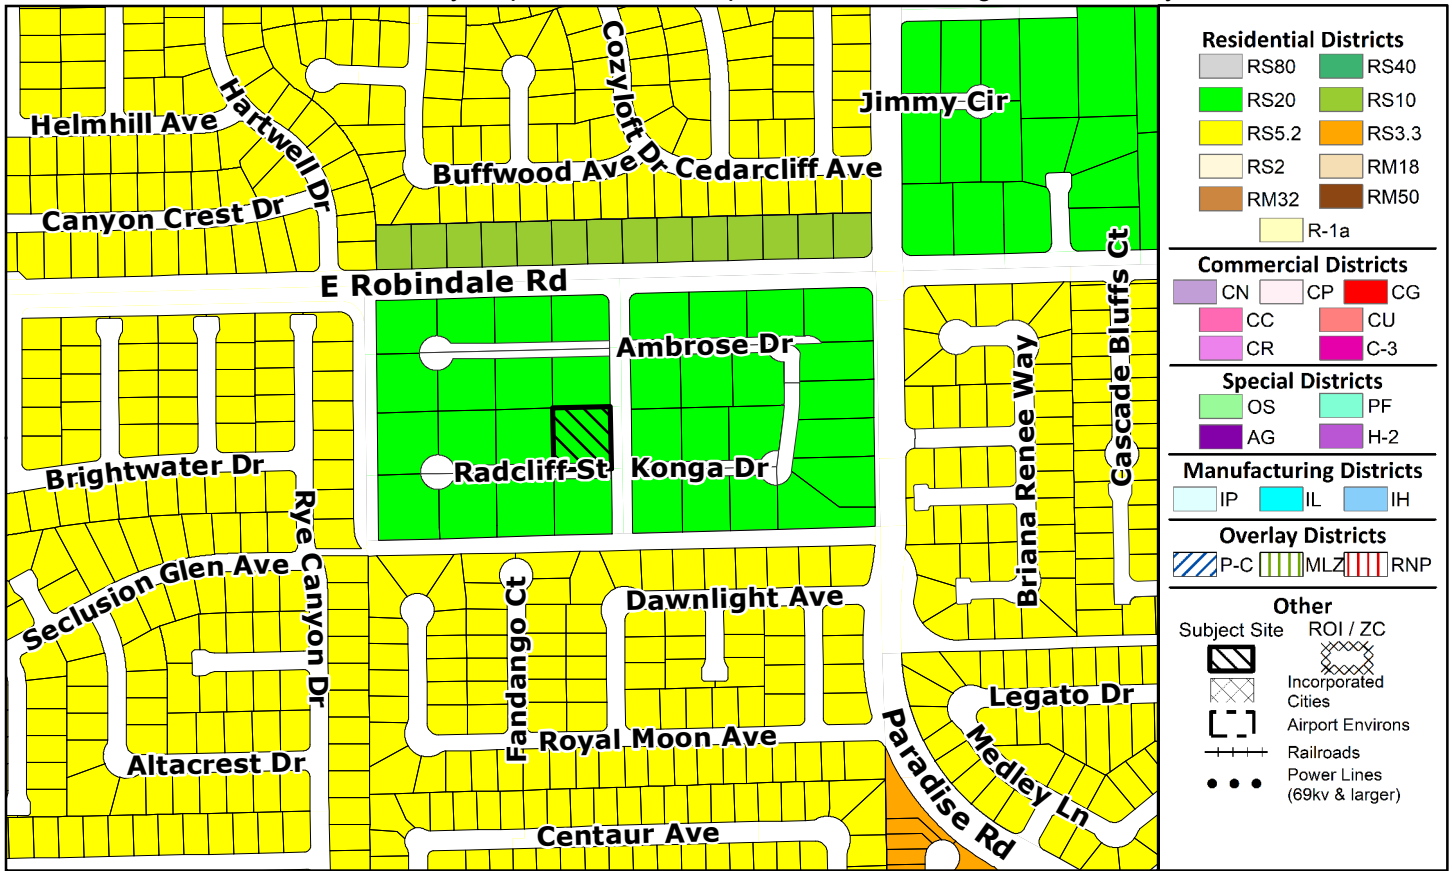 Cozyloft Dr
Hartwell Dr
Jimmy Cir
Helmhill Ave
Buffwood Ave
Cedarcliff Ave
Canyon Crest Dr
E Robindale Rd
Cascade Bluffs Ct
Ambrose Dr
Briana Renee Way
Brightwater Dr
Radcliff St
Konga Dr
Rye Canyon Dr
Seclusion Glen Ave
Fandango Ct
Dawnlight Ave
Legato Dr
Royal Moon Ave
Paradise Rd
Medley Ln
Altacrest Dr
Centaur Ave
Residential Districts
RS80 RS40
RS20 RS10
RS5.2 RS3.3
RS2 RM18
RM32 RM50
R-1a
Commercial Districts
CN CP CG
CC CU
CR C-3
Special Districts
OS PF
AG H-2
Manufacturing Districts
IP IL IH
Overlay Districts
P-C MLZ RNP
Other
Subject Site ROI / ZC
Incorporated
Cities
Airport Environs
Railroads
Power Lines
(69kv & larger)